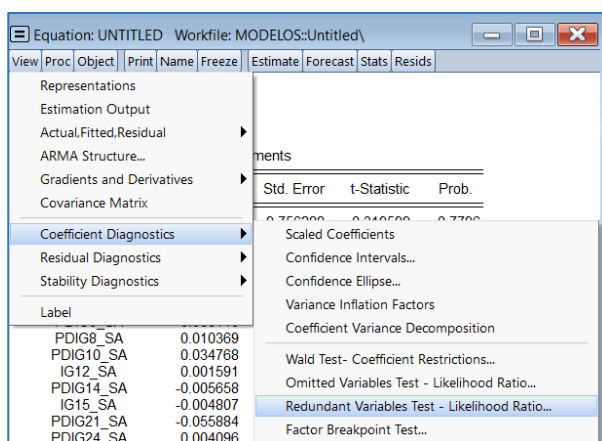 Equation: UNTITLED Workfile: MODELOS::Untitled\
View Proc Object Print Name Freeze Estimate Forecast Stats Resids
Representations
Estimation Output
Actual,Fitted,Residual
ARMA Structure...
Gradients and Derivatives
Covariance Matrix
Coefficient Diagnostics
Residual Diagnostics
Stability Diagnostics
Label
ments
Std. Error t-Statistic Prob.
Scaled Coefficients
Confidence Intervals...
Confidence Ellipse...
Variance Inflation Factors
Coefficient Variance Decomposition
Wald Test- Coefficient Restrictions...
Omitted Variables Test - Likelihood Ratio...
Redundant Variables Test - Likelihood Ratio...
Factor Breakpoint Test...
PDIG8_SA 0.010369
PDIG10_SA 0.034768
IG12_SA 0.001591
PDIG14_SA -0.005658
IG15_SA -0.004807
PDIG21_SA -0.055884
PDIG24_SA 0.004096